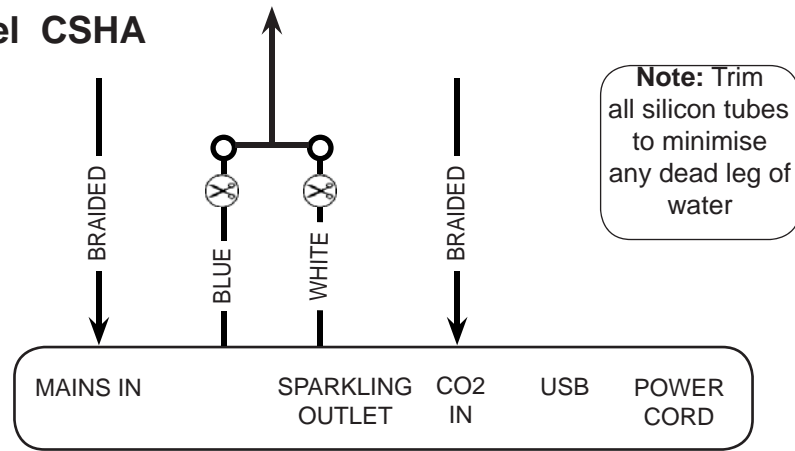 CSHA
Note: Trim
all silicon tubes
to minimise
any dead leg of
water
BRAIDED
BLUE
WHITE
BRAIDED
MAINS IN
SPARKLING
OUTLET
CO2
IN
USB
POWER
CORD